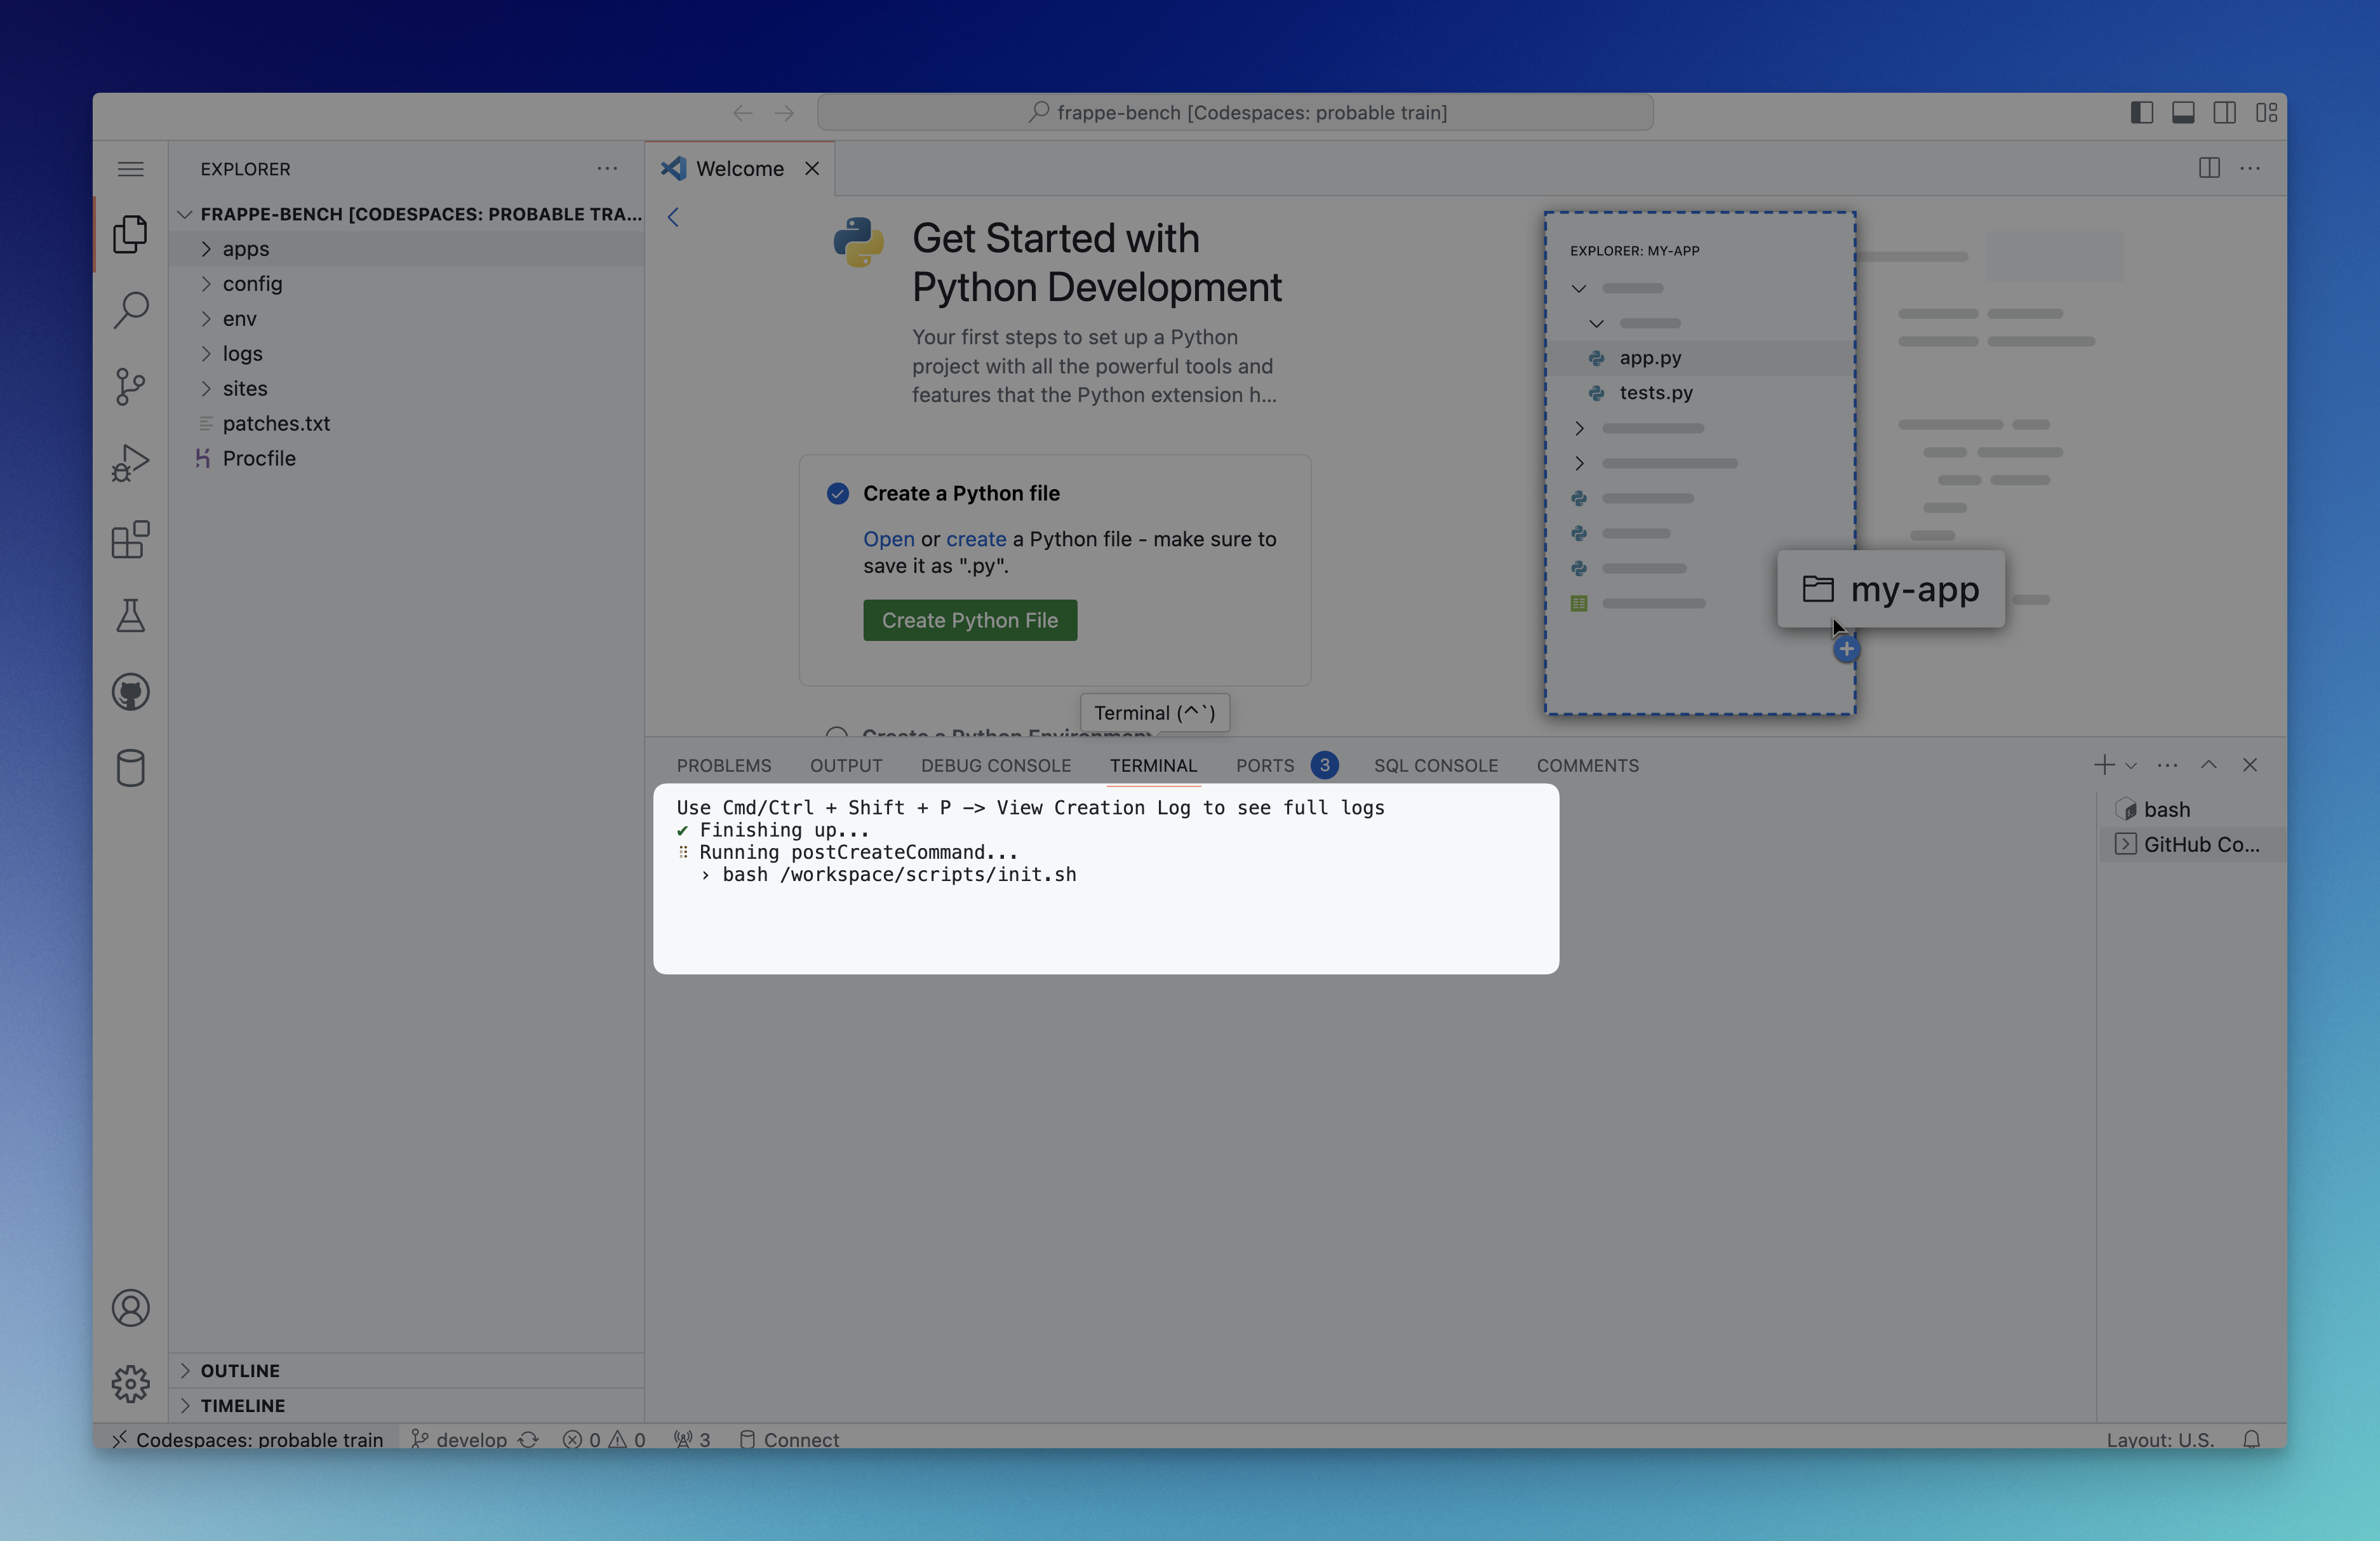 frappe-bench [Codespaces: probable train]
EXPLORER
FRAPPE-BENCH [CODESPACES: PROBABLE TRA...
apps
config
env
logs
sites
patches.txt
Procfile
OUTLINE
TIMELINE
Welcome
Get Started with
Python Development
Your first steps to set up a Python
project with all the powerful tools and
features that the Python extension h...
Create a Python file
Open or create a Python file - make sure to
save it as ".py".
Create Python File
Create a Python Environment
Terminal (^`)
EXPLORER: MY-APP
app.py
tests.py
my-app
PROBLEMS
OUTPUT
DEBUG CONSOLE
TERMINAL
PORTS 3
SQL CONSOLE
COMMENTS
Use Cmd/Ctrl + Shift + P -> View Creation Log to see full logs
✔ Finishing up...
⠿ Running postCreateCommand...
› bash /workspace/scripts/init.sh
bash
GitHub Co...
Codespaces: probable train
develop
0
0
3
Connect
Layout: U.S.